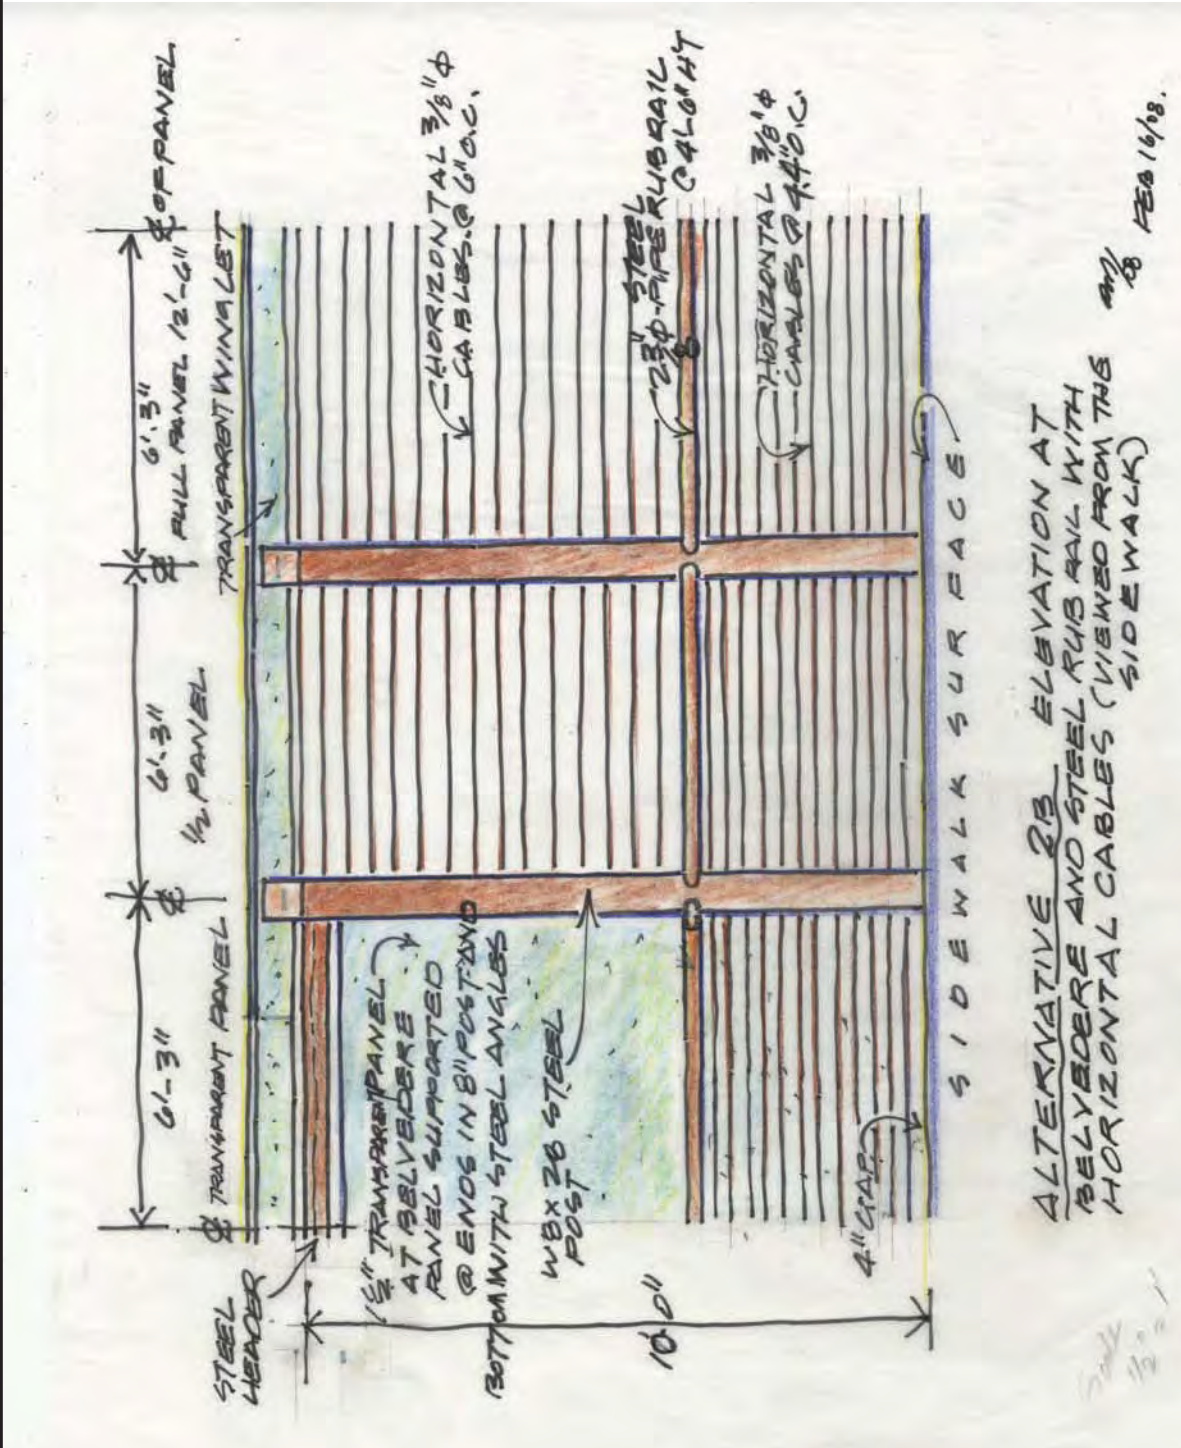 6'-3"
6'-3"
6'-3"
TRANSPARENT PANEL
1/2 PANEL
FULL PANEL 12'-6"
℄ OF PANEL
℄
℄
℄
TRANSPARENT WINGLET
STEEL
HEADER
HORIZONTAL 3/8" Φ
CABLES @ 6" O.C.
1 1/2" TRANSPARENT PANEL
AT BELVEDERE
PANEL SUPPORTED
@ ENDS IN 8" POST AND
BOTTOM WITH STEEL ANGLES
W8x28 STEEL
POST
STEEL
PIPE RUBRAIL
@ 4'-6" HT
10'-0"
HORIZONTAL 3/8" Φ
CABLES @ 4.4" O.C.
4" GAP
SIDEWALK SURFACE
ALTERNATIVE 2B ELEVATION AT
BELVEDERE AND STEEL RUB RAIL WITH
HORIZONTAL CABLES (VIEWED FROM THE
SIDEWALK)
FEB 16/08.